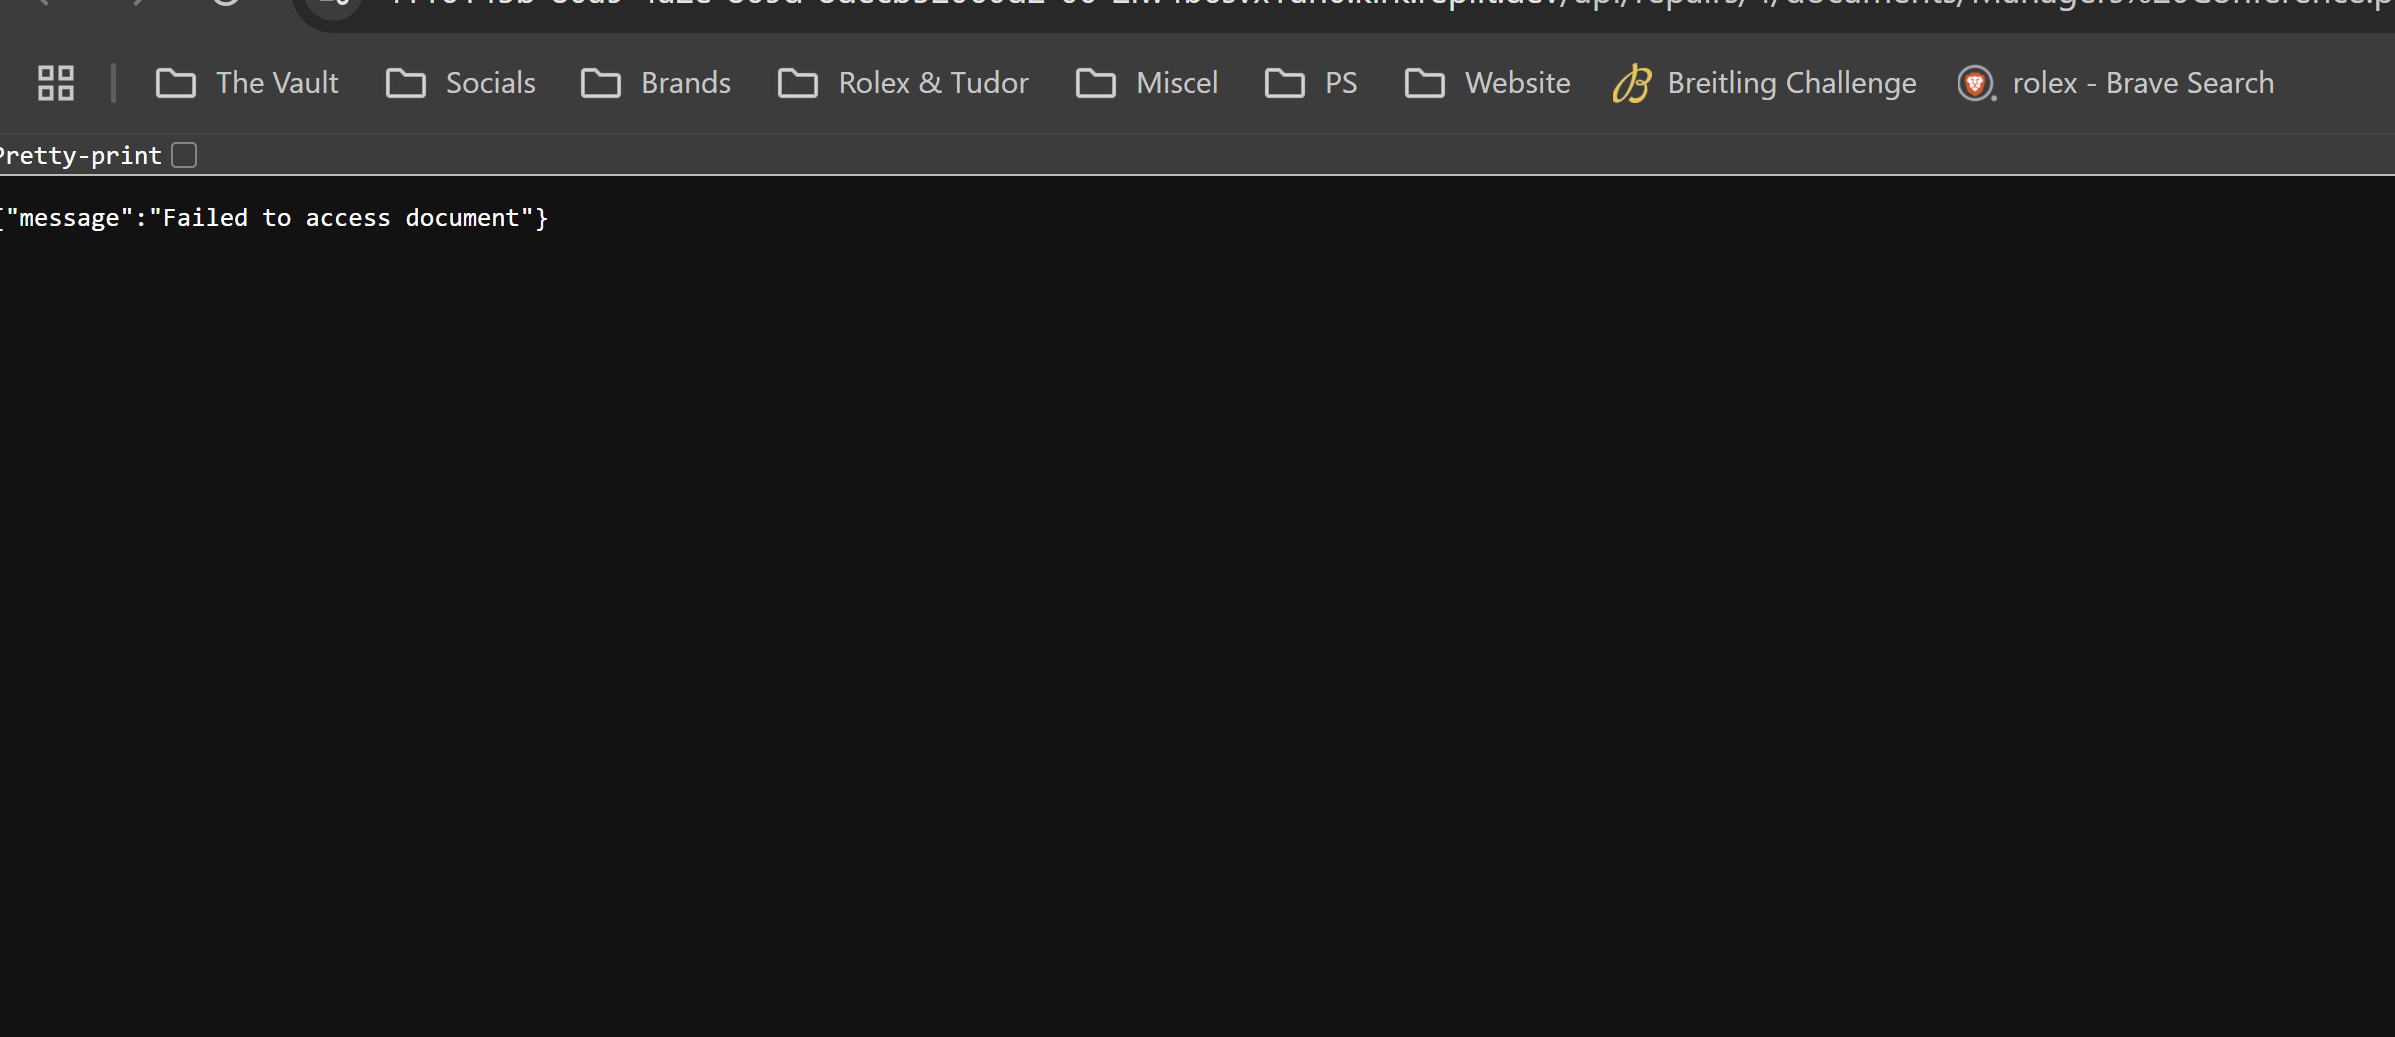 The Vault Socials Brands Rolex & Tudor Miscel PS Website Breitling Challenge rolex - Brave Search
Pretty-print
{"message":"Failed to access document"}